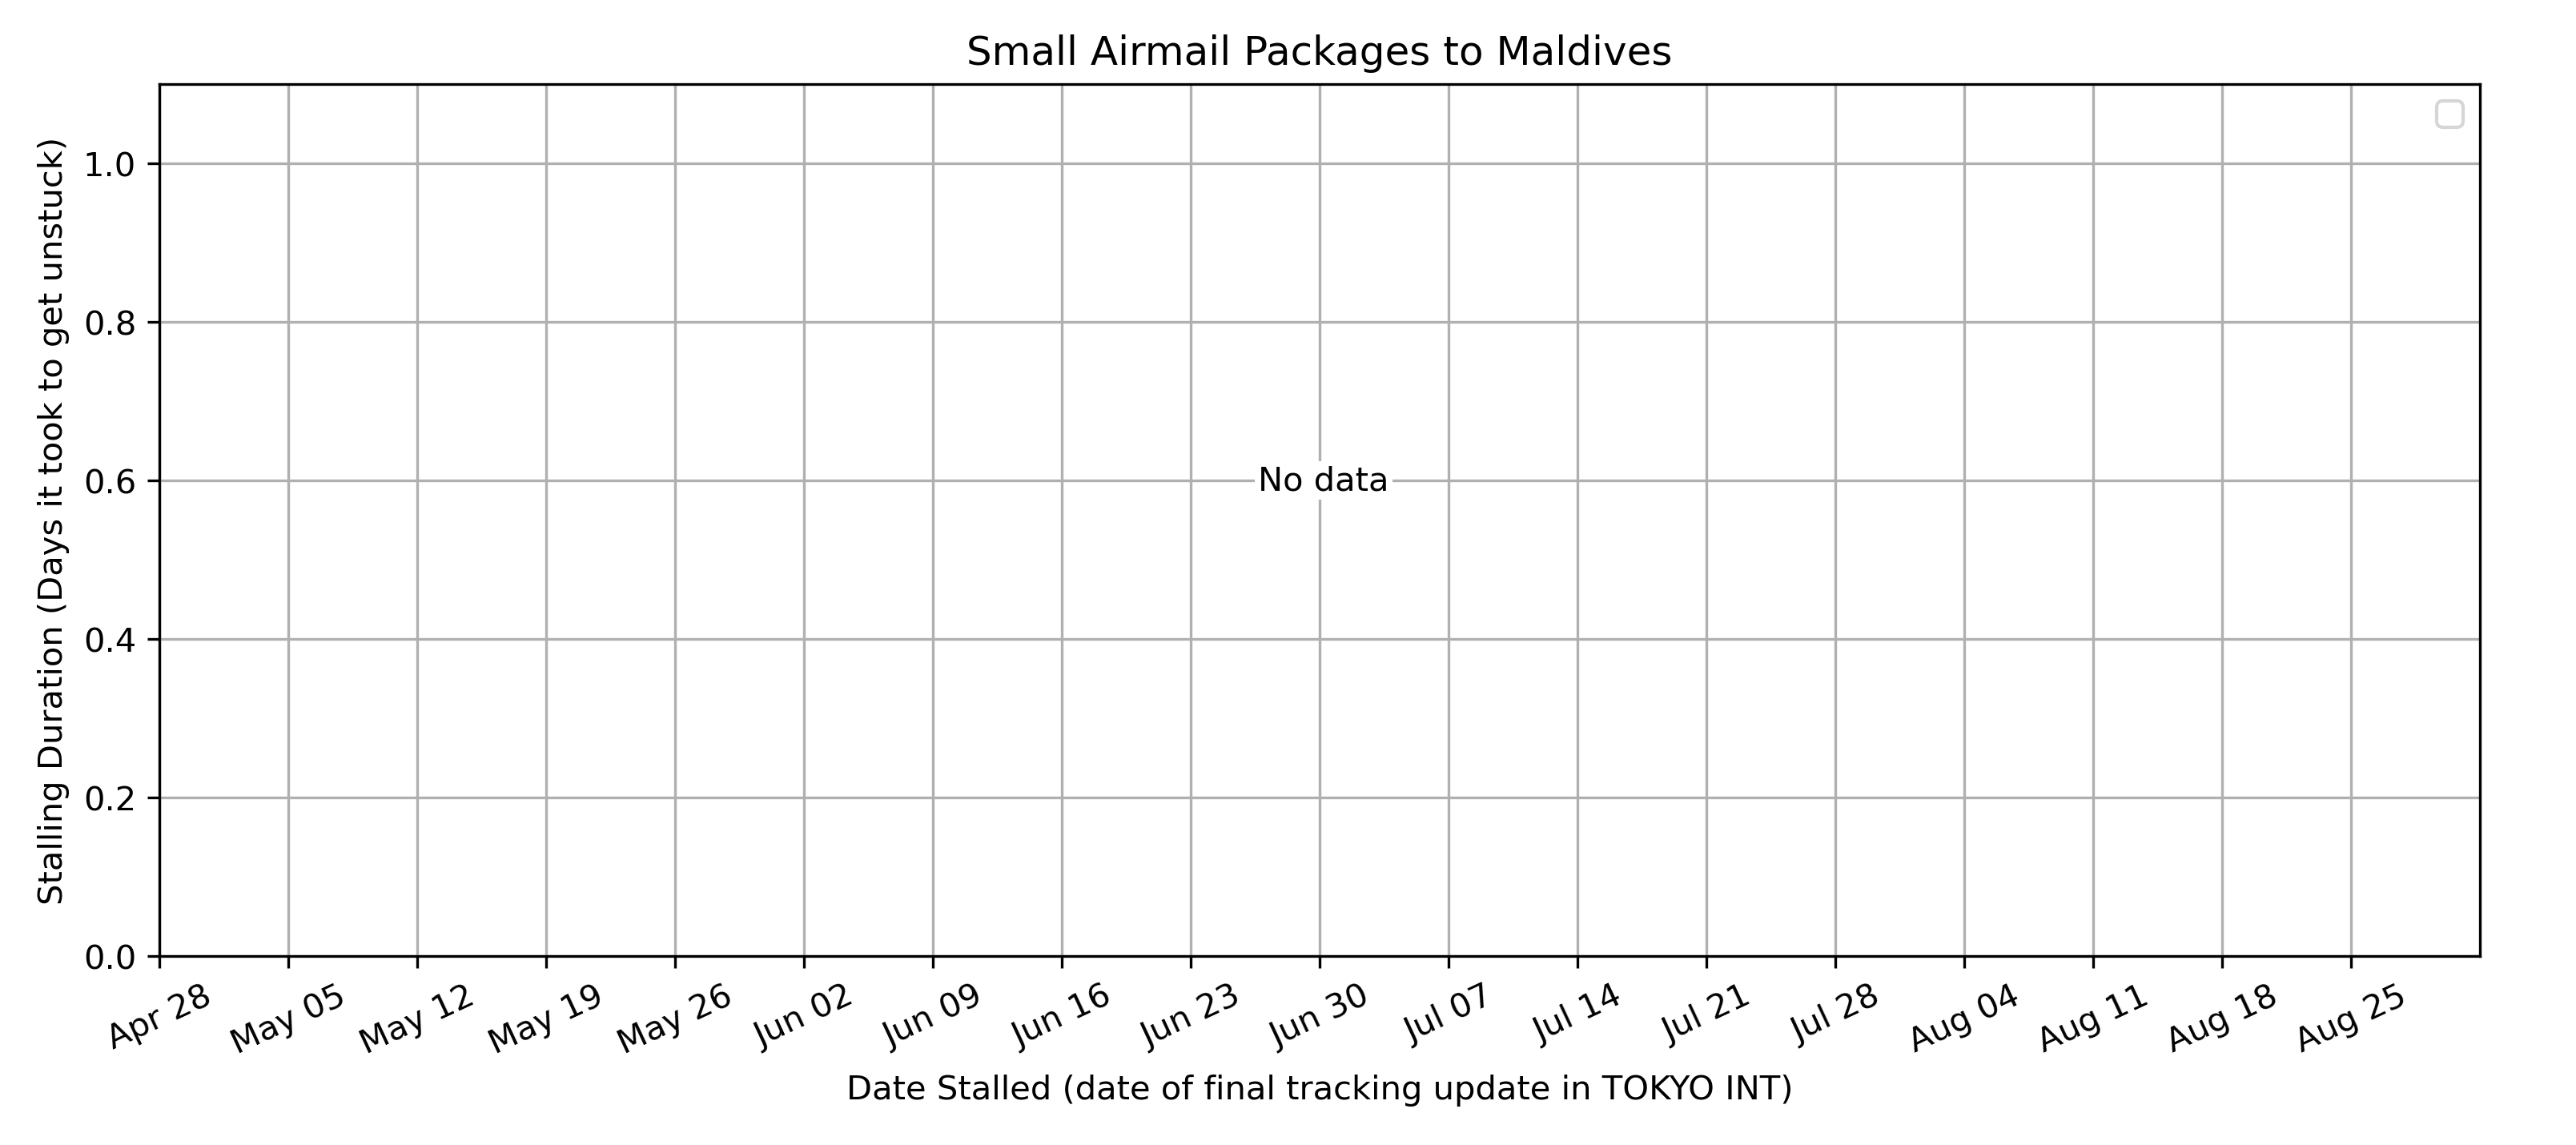 Small Airmail Packages to Maldives
Stalling Duration (Days it took to get unstuck)
1.0
0.8
0.6
0.4
0.2
0.0
No data
Apr 28
May 05
May 12
May 19
May 26
Jun 02
Jun 09
Jun 16
Jun 23
Jun 30
Jul 07
Jul 14
Jul 21
Jul 28
Aug 04
Aug 11
Aug 18
Aug 25
Date Stalled (date of final tracking update in TOKYO INT)